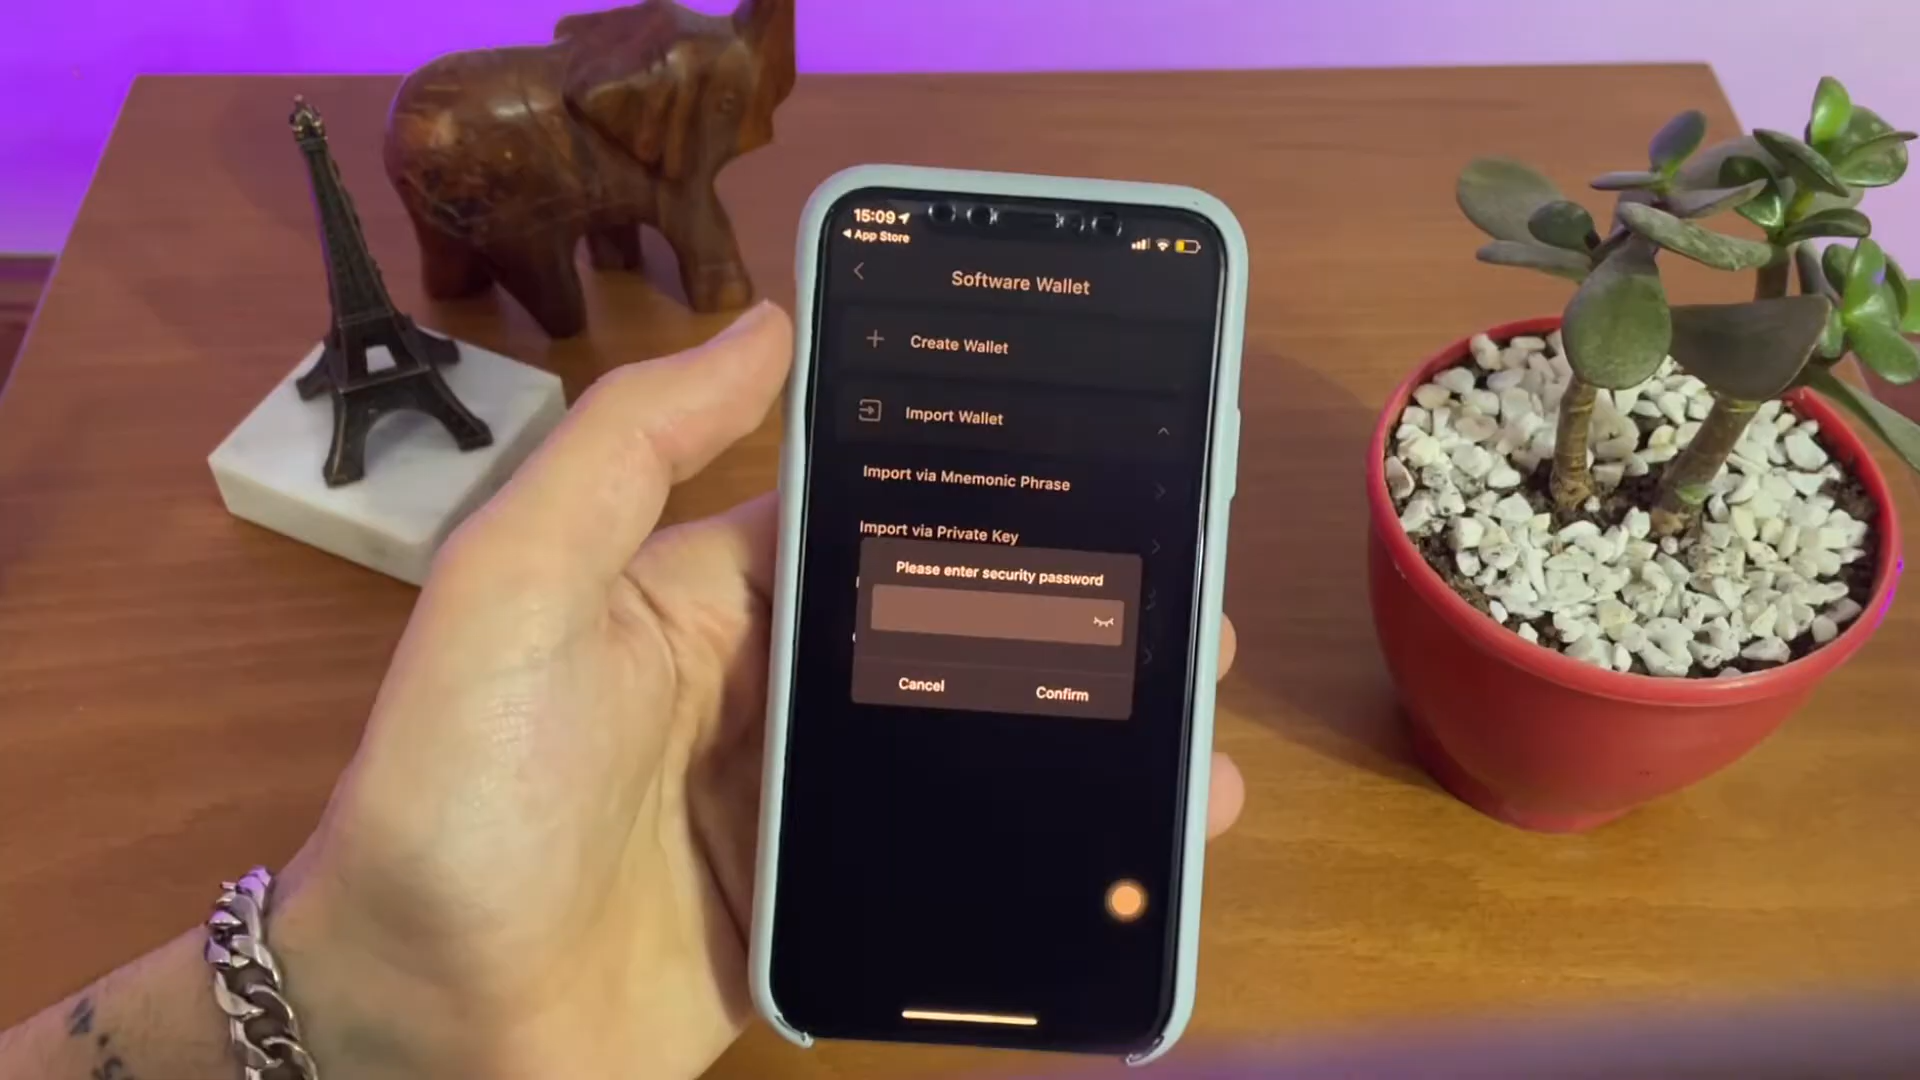 15:09
App Store
Software Wallet
Create Wallet
Import Wallet
Import via Mnemonic Phrase
Import via Private Key
Please enter security password
Cancel
Confirm